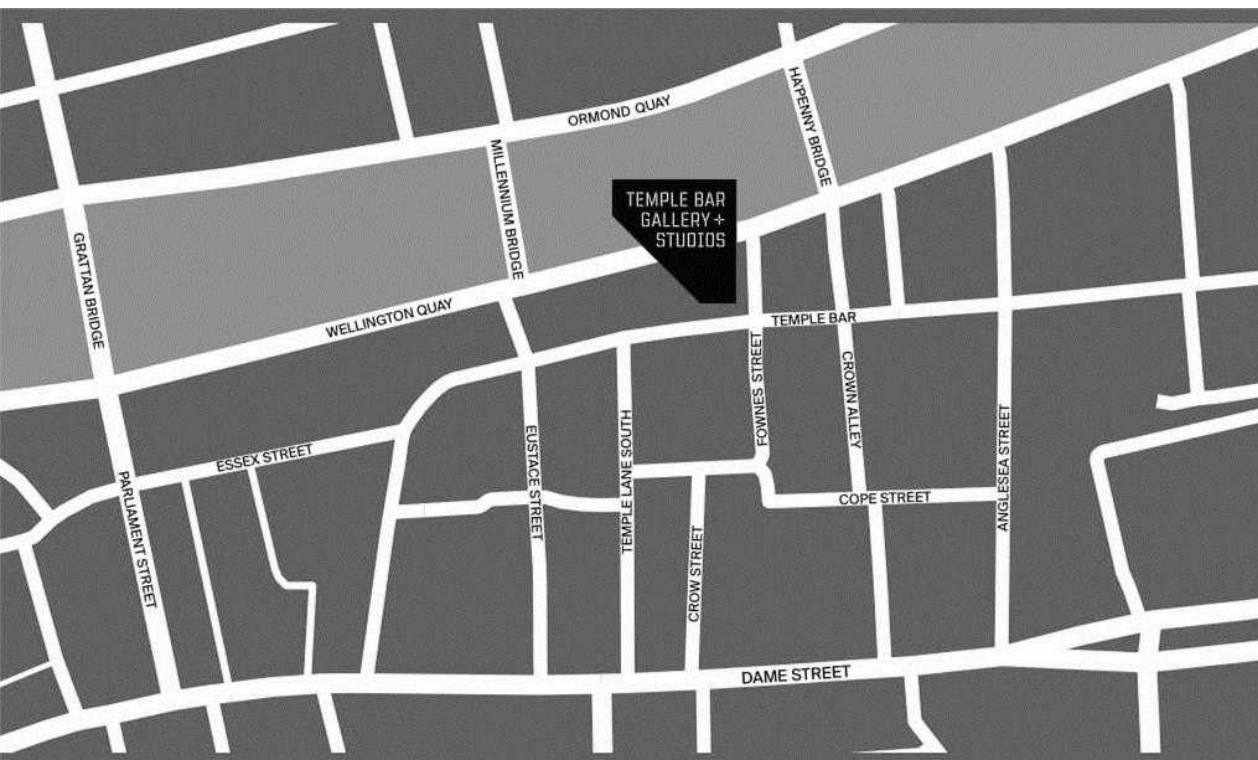 ORMOND QUAY
HA'PENNY BRIDGE
MILLENNIUM BRIDGE
TEMPLE BAR
GALLERY +
STUDIOS
GRATTAN BRIDGE
WELLINGTON QUAY
TEMPLE BAR
FOWNES STREET
CROWN ALLEY
EUSTACE STREET
TEMPLE LANE SOUTH
ANGLESEA STREET
ESSEX STREET
PARLIAMENT STREET
COPE STREET
CROW STREET
DAME STREET